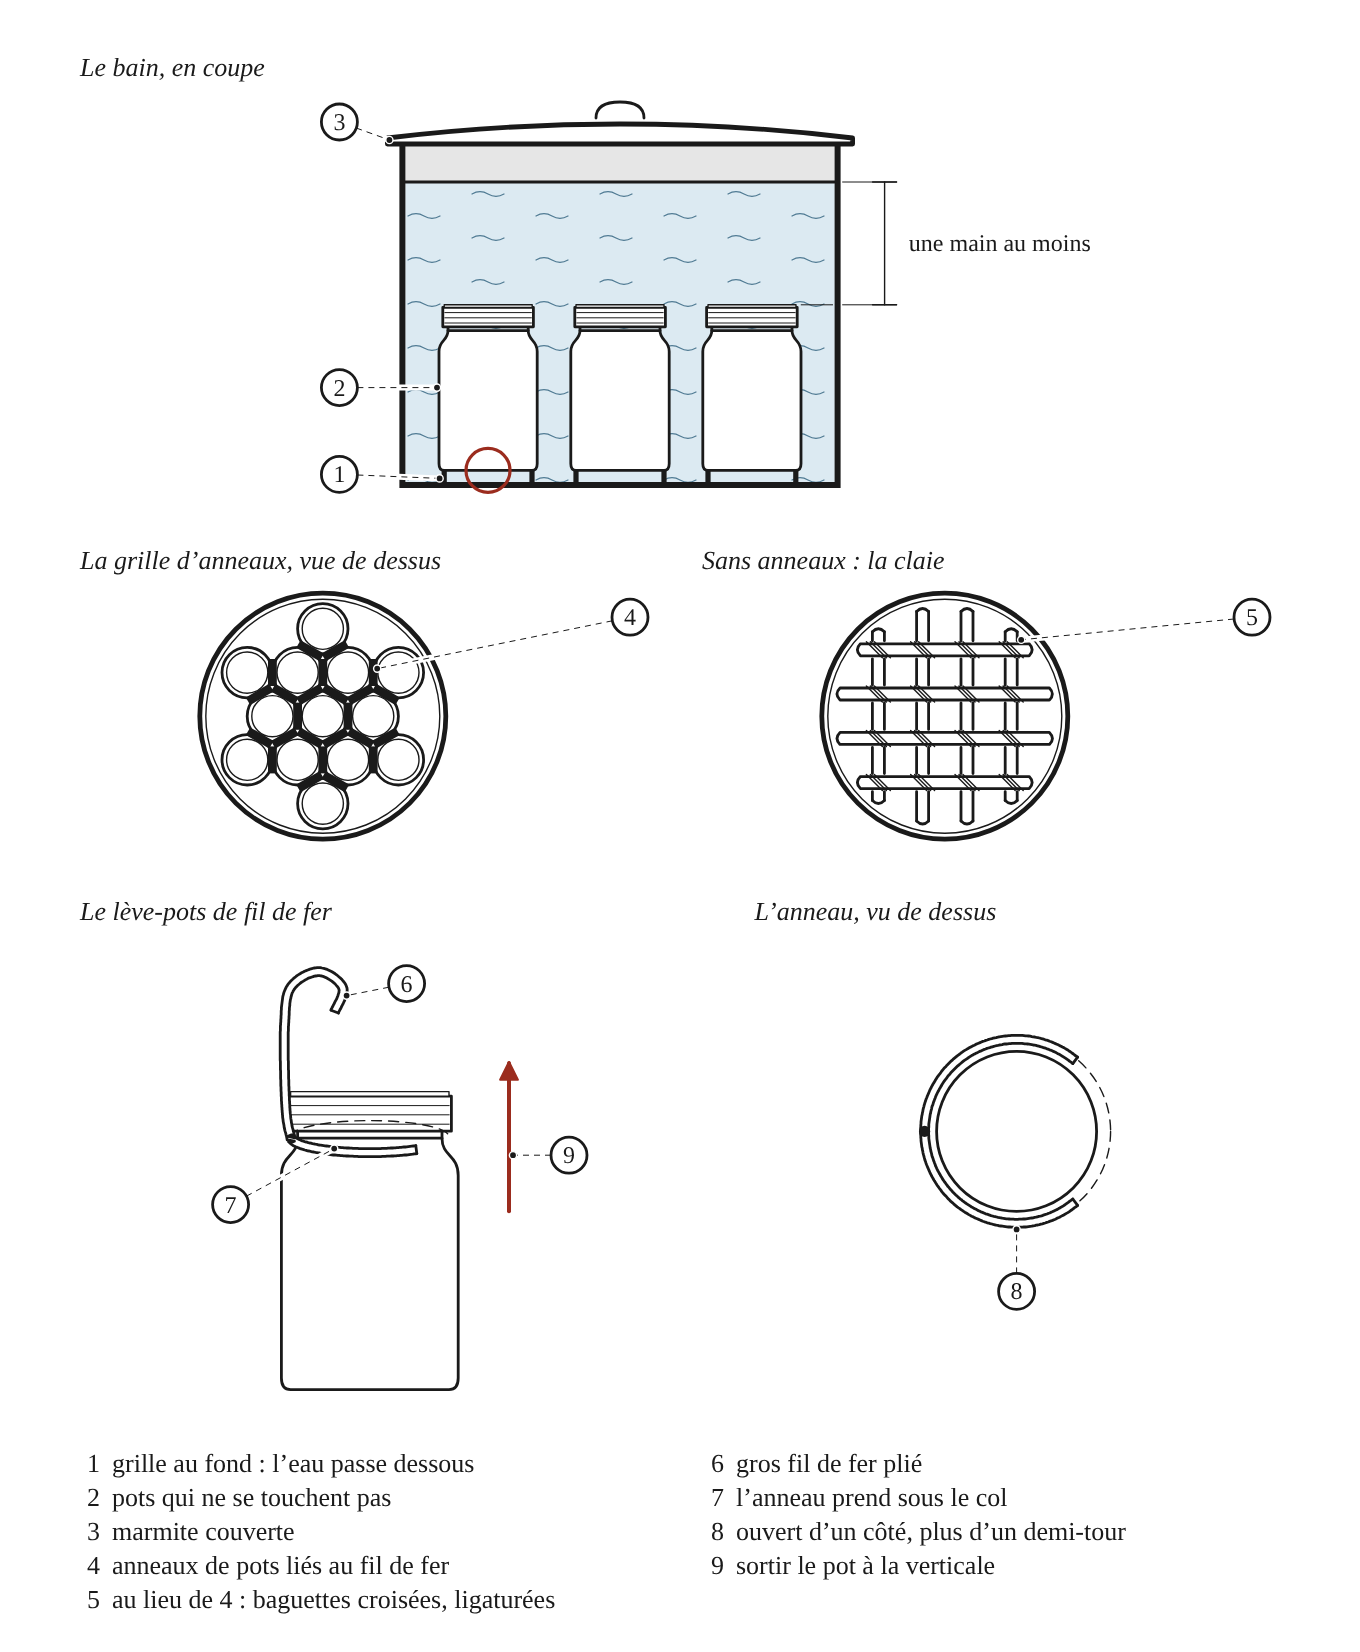 Le bain, en coupe
3
une main au moins
2
1
La grille d’anneaux, vue de dessus
Sans anneaux : la claie
4
5
Le lève-pots de fil de fer
L’anneau, vu de dessus
6
9
7
8
1 grille au fond : l’eau passe dessous
2 pots qui ne se touchent pas
3 marmite couverte
4 anneaux de pots liés au fil de fer
5 au lieu de 4 : baguettes croisées, ligaturées
6 gros fil de fer plié
7 l’anneau prend sous le col
8 ouvert d’un côté, plus d’un demi-tour
9 sortir le pot à la verticale